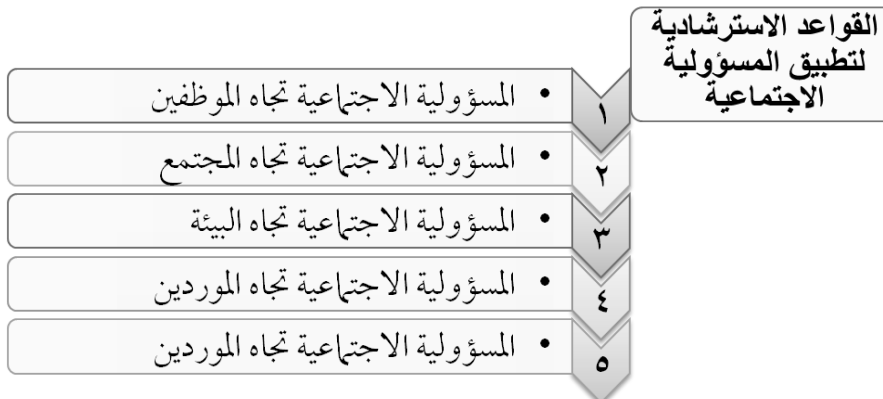 القواعد الاسترشادية
لتطبيق المسؤولية
الاجتماعية
١
• المسؤولية الاجتماعية تجاه الموظفين
٢
• المسؤولية الاجتماعية تجاه المجتمع
٣
• المسؤولية الاجتماعية تجاه البيئة
٤
• المسؤولية الاجتماعية تجاه الموردين
٥
• المسؤولية الاجتماعية تجاه الموردين